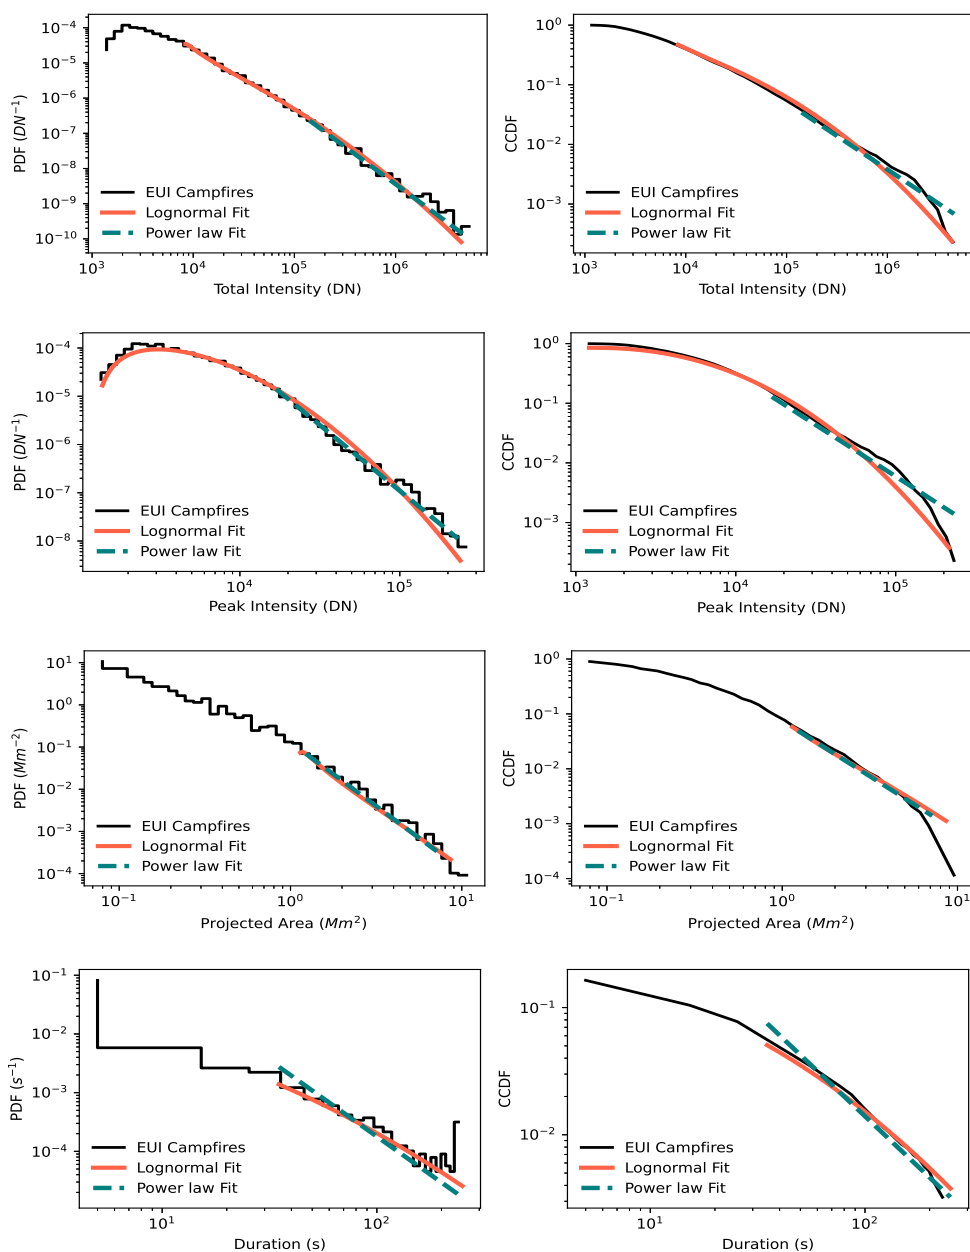 PDF (DN⁻¹)
10⁻⁴
10⁻⁵
10⁻⁶
10⁻⁷
10⁻⁸
10⁻⁹
10⁻¹⁰
EUI Campfires
Lognormal Fit
Power law Fit
10³ 10⁴ 10⁵ 10⁶
Total Intensity (DN)
CCDF
10⁰
10⁻¹
10⁻²
10⁻³
EUI Campfires
Lognormal Fit
Power law Fit
10³ 10⁴ 10⁵ 10⁶
Total Intensity (DN)
PDF (DN⁻¹)
10⁻⁴
10⁻⁵
10⁻⁶
10⁻⁷
10⁻⁸
EUI Campfires
Lognormal Fit
Power law Fit
10⁴ 10⁵
Peak Intensity (DN)
CCDF
10⁰
10⁻¹
10⁻²
10⁻³
EUI Campfires
Lognormal Fit
Power law Fit
10³ 10⁴ 10⁵
Peak Intensity (DN)
PDF (Mm⁻²)
10¹
10⁰
10⁻¹
10⁻²
10⁻³
10⁻⁴
EUI Campfires
Lognormal Fit
Power law Fit
10⁻¹ 10⁰ 10¹
Projected Area (Mm²)
CCDF
10⁰
10⁻¹
10⁻²
10⁻³
10⁻⁴
EUI Campfires
Lognormal Fit
Power law Fit
10⁻¹ 10⁰ 10¹
Projected Area (Mm²)
PDF (s⁻¹)
10⁻¹
10⁻²
10⁻³
10⁻⁴
EUI Campfires
Lognormal Fit
Power law Fit
10¹ 10²
Duration (s)
CCDF
10⁻¹
10⁻²
EUI Campfires
Lognormal Fit
Power law Fit
10¹ 10²
Duration (s)